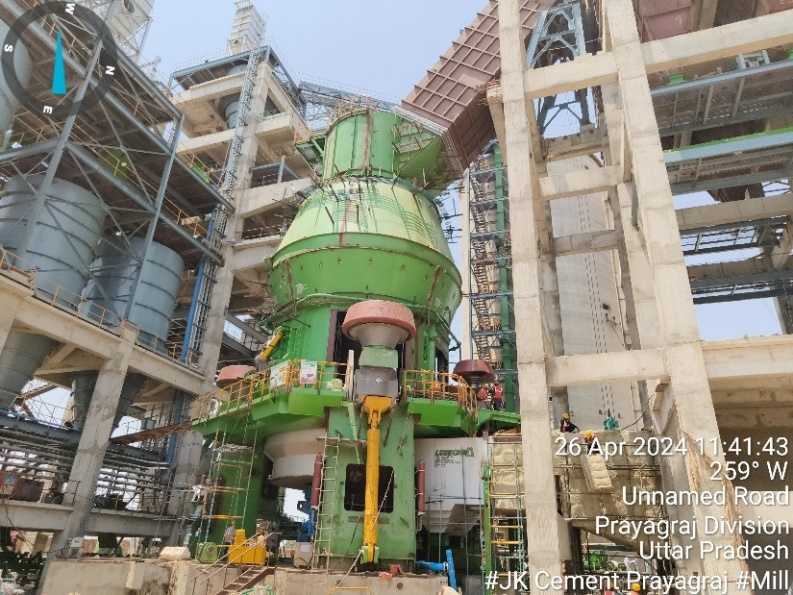 W
S
N
E
26 Apr 2024 11:41:43
259° W
Unnamed Road
Prayagraj Division
Uttar Pradesh
#JK Cement Prayagraj #Mill